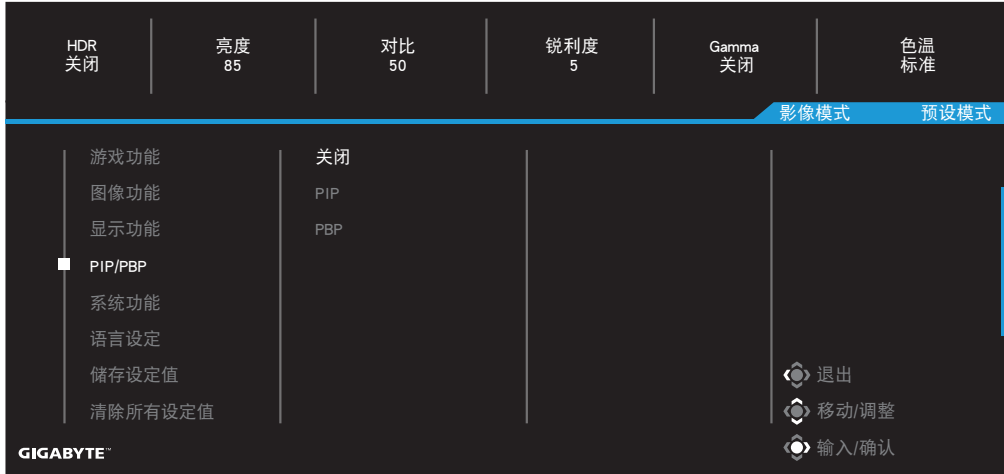 HDR 亮度 对比 锐利度 Gamma 色温
关闭 85 50 5 关闭 标准
影像模式 预设模式
游戏功能 关闭
图像功能 PIP
显示功能 PBP
PIP/PBP
系统功能
语言设定
储存设定值 退出
清除所有设定值 移动/调整
GIGABYTE™ 输入/确认